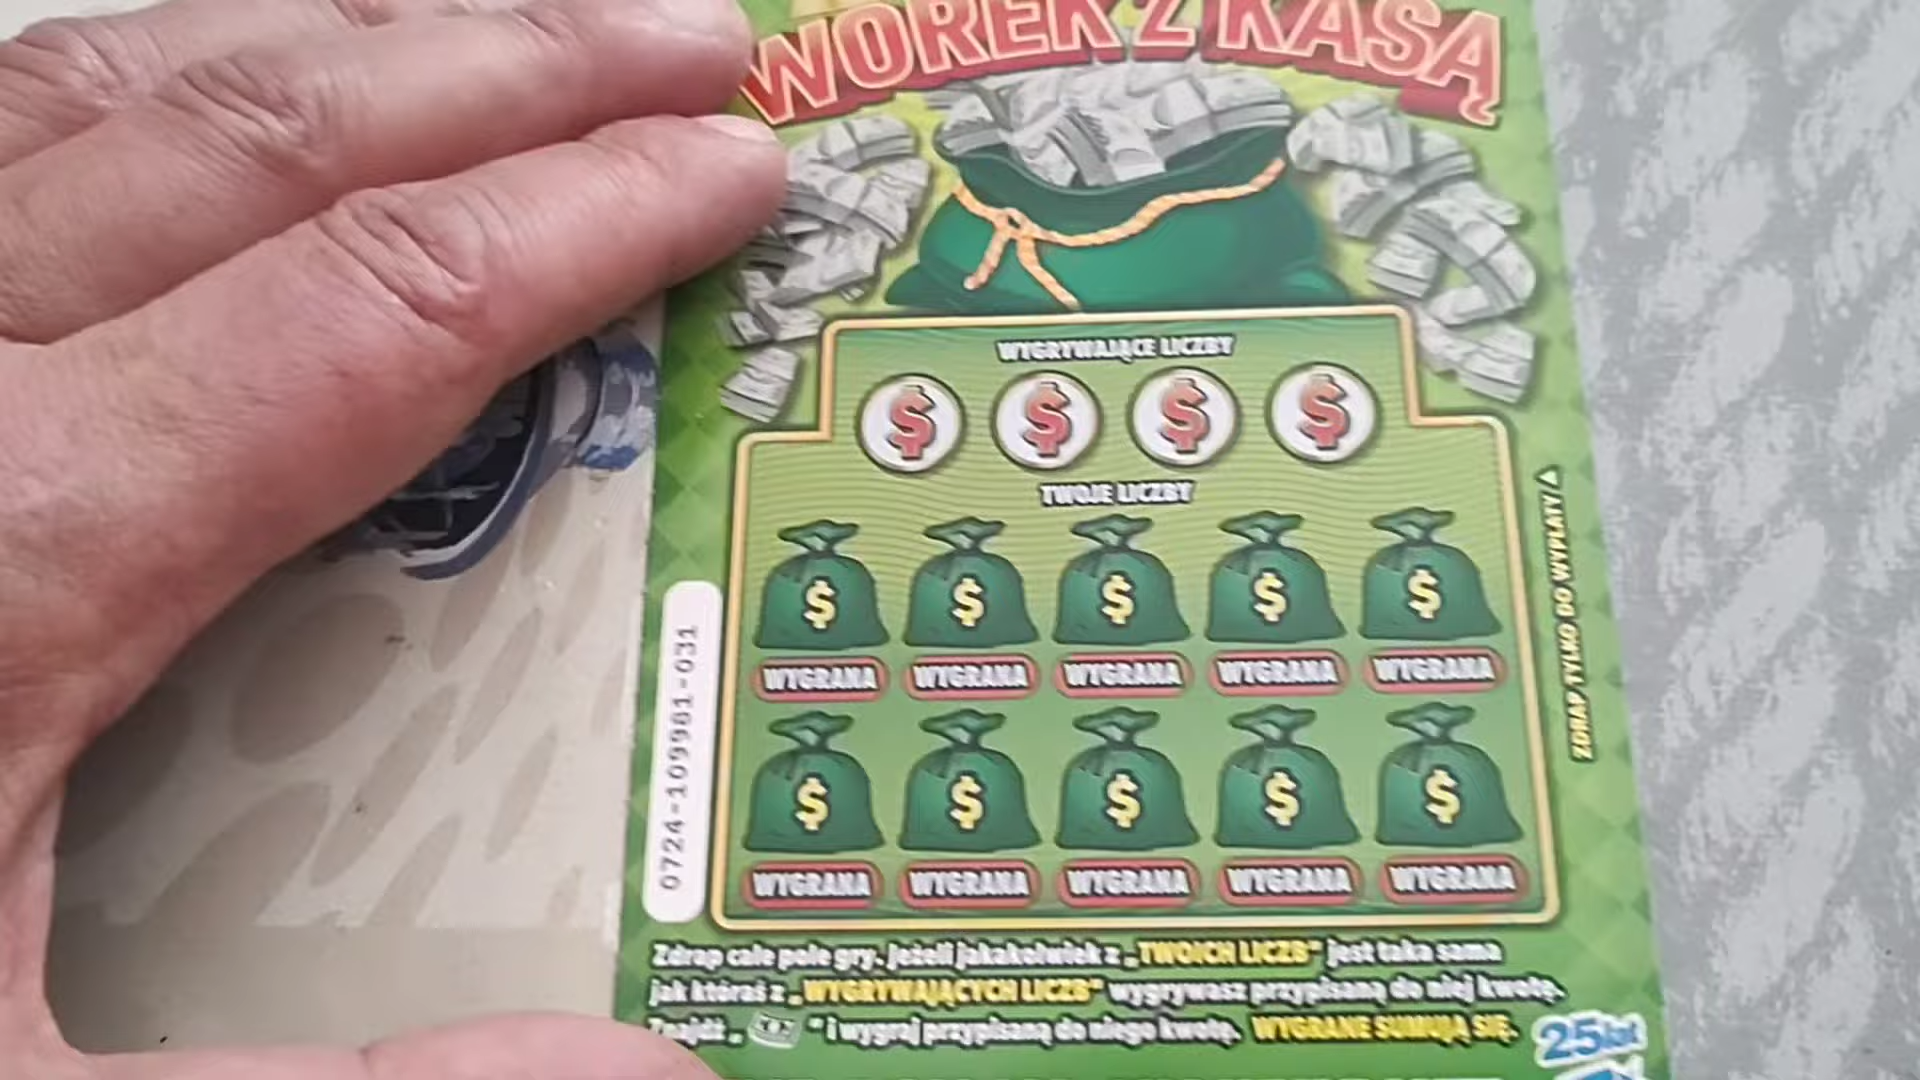 WOREK Z KASĄ
WYGRYWAJĄCE LICZBY
$ $ $ $
TWOJE LICZBY
$ $ $ $ $
WYGRANA WYGRANA WYGRANA WYGRANA WYGRANA
$ $ $ $ $
WYGRANA WYGRANA WYGRANA WYGRANA WYGRANA
0724-109981-031
ZDRAP TYLKO DO WYPŁATY
Zdrap całe pole gry. Jeżeli jakakolwiek z „TWOICH LICZB" jest taka sama
jak któraś z „WYGRYWAJĄCYCH LICZB" wygrywasz przypisaną do niej kwotę.
Znajdź „ " i wygraj przypisaną do niego kwotę. WYGRANE SUMUJĄ SIĘ.
25 lat